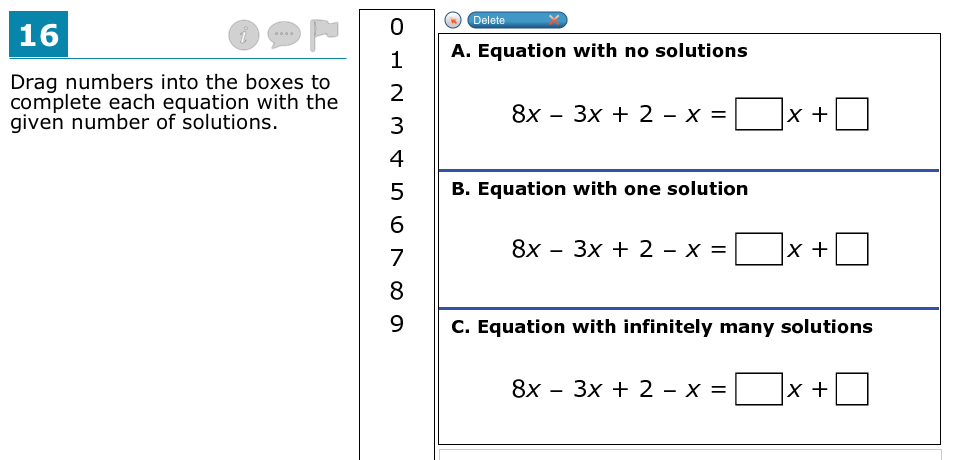 16
Drag numbers into the boxes to
complete each equation with the
given number of solutions.
0
1
2
3
4
5
6
7
8
9
Delete
A. Equation with no solutions
8x – 3x + 2 – x = x +
B. Equation with one solution
8x – 3x + 2 – x = x +
C. Equation with infinitely many solutions
8x – 3x + 2 – x = x +